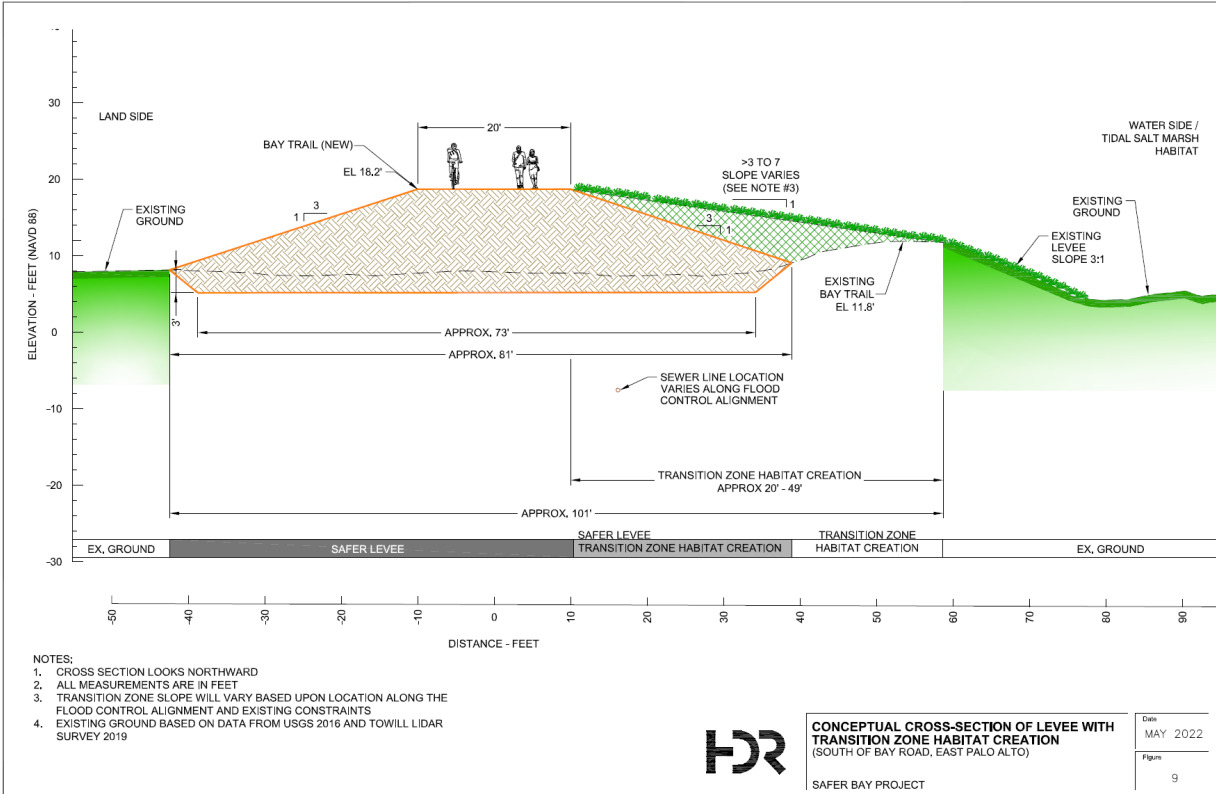 40
30
20
10
0
-10
-20
-30
ELEVATION - FEET (NAVD 88)
LAND SIDE
BAY TRAIL (NEW)
EL 18.2'
20'
WATER SIDE /
TIDAL SALT MARSH
HABITAT
>3 TO 7
SLOPE VARIES
(SEE NOTE #3)
1
3
1
3
1
EXISTING
GROUND
EXISTING
GROUND
EXISTING
LEVEE
SLOPE 3:1
EXISTING
BAY TRAIL
EL 11.8'
3'
APPROX. 73'
APPROX. 81'
SEWER LINE LOCATION
VARIES ALONG FLOOD
CONTROL ALIGNMENT
TRANSITION ZONE HABITAT CREATION
APPROX 20' - 49'
APPROX. 101'
EX. GROUND
SAFER LEVEE
SAFER LEVEE
TRANSITION ZONE HABITAT CREATION
TRANSITION ZONE
HABITAT CREATION
EX. GROUND
-50 -40 -30 -20 -10 0 10 20 30 40 50 60 70 80 90
DISTANCE - FEET
NOTES:
1. CROSS SECTION LOOKS NORTHWARD
2. ALL MEASUREMENTS ARE IN FEET
3. TRANSITION ZONE SLOPE WILL VARY BASED UPON LOCATION ALONG THE
FLOOD CONTROL ALIGNMENT AND EXISTING CONSTRAINTS
4. EXISTING GROUND BASED ON DATA FROM USGS 2016 AND TOWILL LIDAR
SURVEY 2019
HDR
CONCEPTUAL CROSS-SECTION OF LEVEE WITH
TRANSITION ZONE HABITAT CREATION
(SOUTH OF BAY ROAD, EAST PALO ALTO)
SAFER BAY PROJECT
Date
MAY 2022
Figure
9